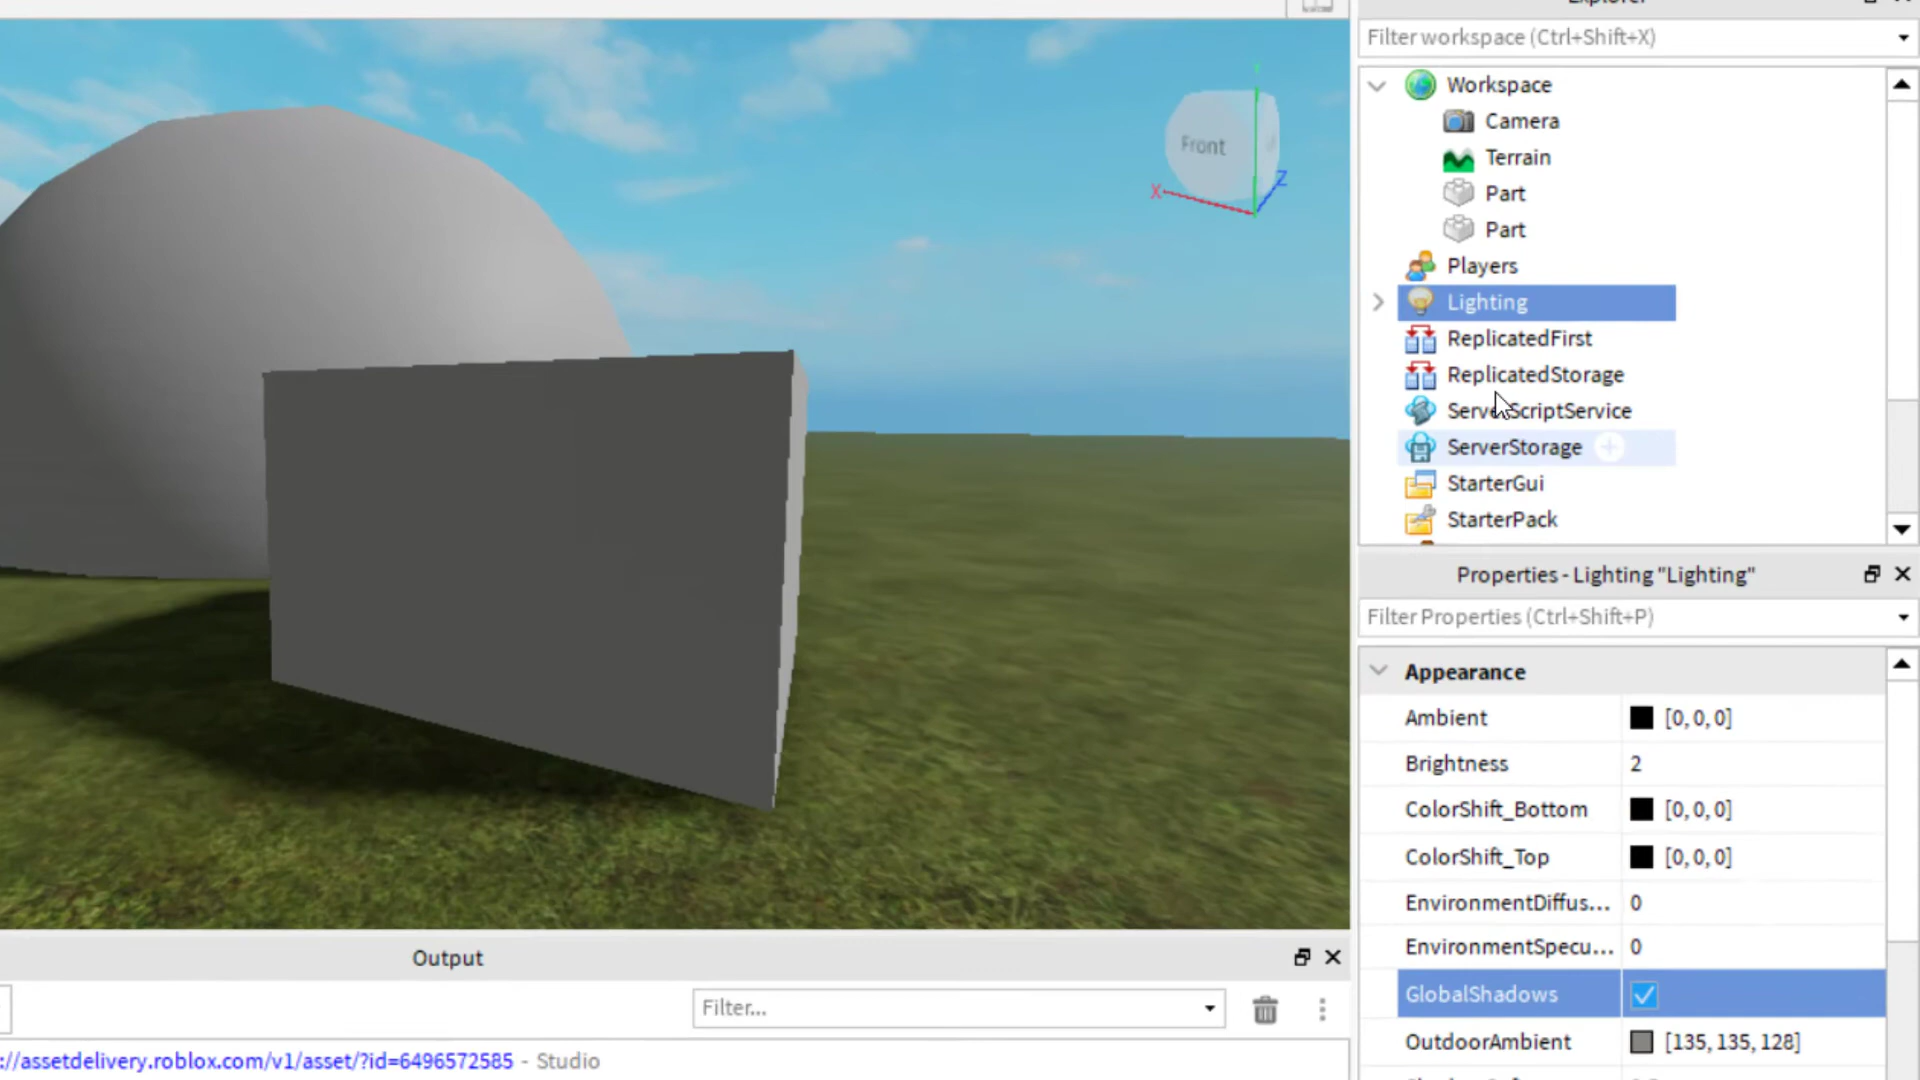 Explorer
Filter workspace (Ctrl+Shift+X)
Workspace
Camera
Terrain
Part
Part
Players
Lighting
ReplicatedFirst
ReplicatedStorage
ServerScriptService
ServerStorage
StarterGui
StarterPack
Front
X
Y
Z
Properties - Lighting "Lighting"
Filter Properties (Ctrl+Shift+P)
Appearance
Ambient [0, 0, 0]
Brightness 2
ColorShift_Bottom [0, 0, 0]
ColorShift_Top [0, 0, 0]
EnvironmentDiffus... 0
EnvironmentSpecu... 0
GlobalShadows
OutdoorAmbient [135, 135, 128]
Output
Filter...
://assetdelivery.roblox.com/v1/asset/?id=6496572585 - Studio